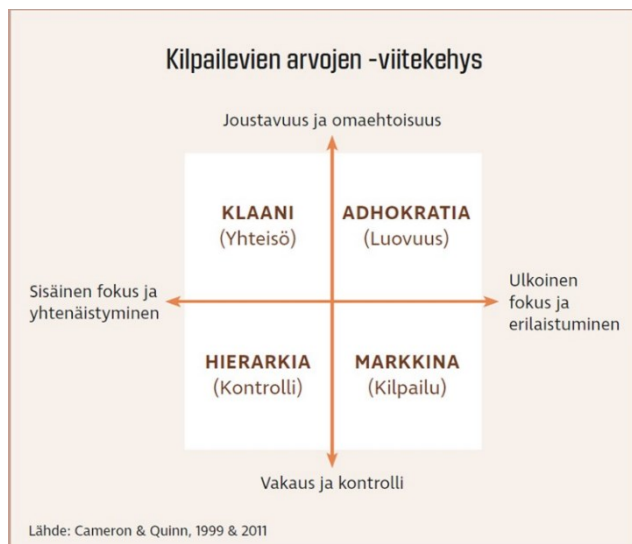 Kilpailevien arvojen -viitekehys
Joustavuus ja omaehtoisuus
KLAANI
(Yhteisö)
ADHOKRATIA
(Luovuus)
Sisäinen fokus ja
yhtenäistyminen
Ulkoinen
fokus ja
erilaistuminen
HIERARKIA
(Kontrolli)
MARKKINA
(Kilpailu)
Vakaus ja kontrolli
Lähde: Cameron & Quinn, 1999 & 2011